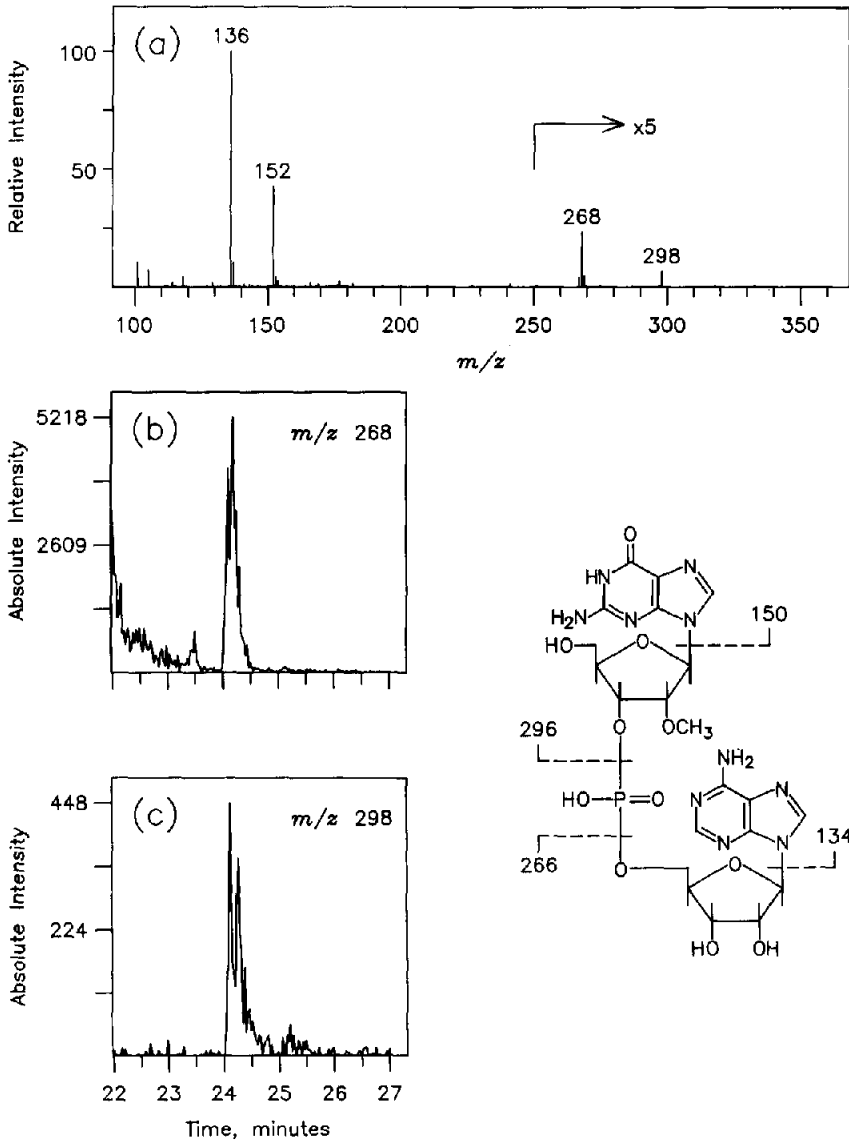 (a)
136
152
x5
268
298
100
50
Relative Intensity
100 150 200 250 300 350
m/z
(b)
m/z 268
5218
2609
Absolute Intensity
(c)
m/z 298
448
224
Absolute Intensity
22 23 24 25 26 27
Time, minutes
O
HN
N
H₂N
N
N
150
HO
O
O
OCH₃
296
NH₂
HO
P
O
N
N
N
N
266
134
O
O
HO
OH